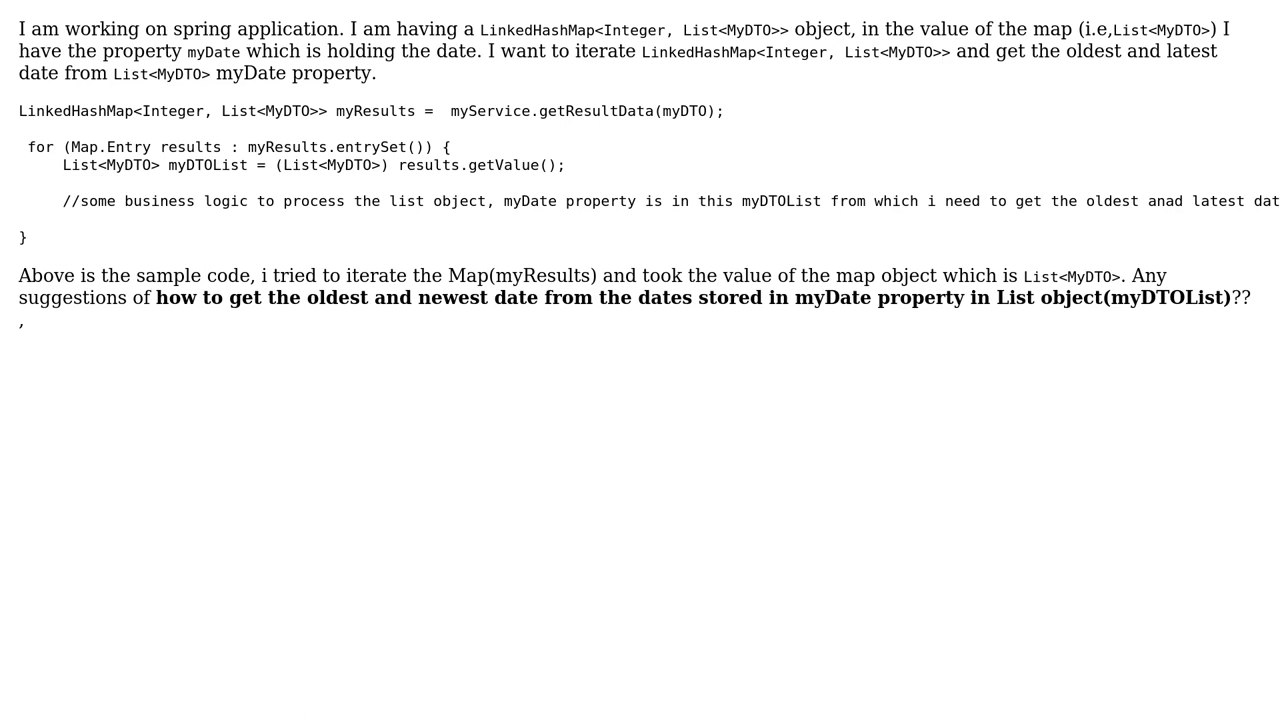 I am working on spring application. I am having a LinkedHashMap<Integer, List<MyDTO>> object, in the value of the map (i.e,List<MyDTO>) I
have the property myDate which is holding the date. I want to iterate LinkedHashMap<Integer, List<MyDTO>> and get the oldest and latest
date from List<MyDTO> myDate property.
LinkedHashMap<Integer, List<MyDTO>> myResults =  myService.getResultData(myDTO);
for (Map.Entry results : myResults.entrySet()) {
List<MyDTO> myDTOList = (List<MyDTO>) results.getValue();
//some business logic to process the list object, myDate property is in this myDTOList from which i need to get the oldest anad latest dat
}
Above is the sample code, i tried to iterate the Map(myResults) and took the value of the map object which is List<MyDTO>. Any
suggestions of how to get the oldest and newest date from the dates stored in myDate property in List object(myDTOList)??
,